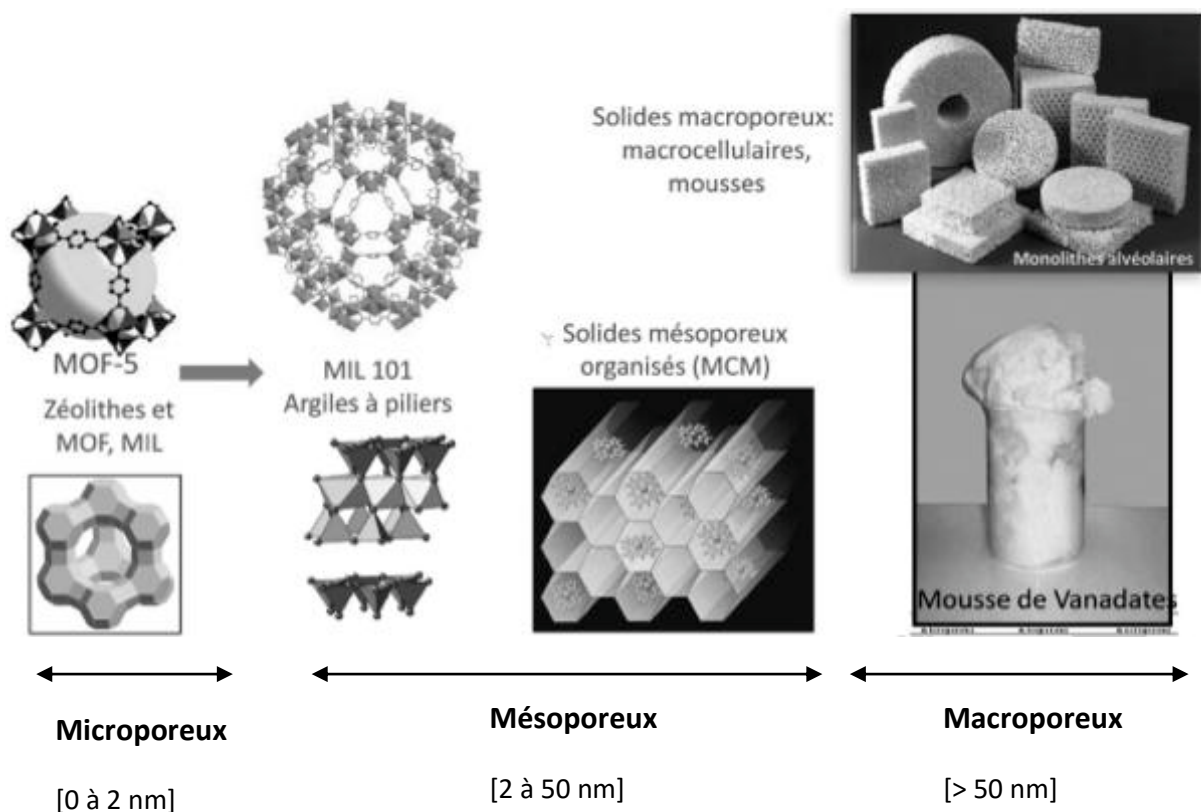 MOF-5
Zéolithes et
MOF, MIL
MIL 101
Argiles à piliers
Solides macroporeux:
macrocellulaires,
mousses
Monolithes alvéolaires
Solides mésoporeux
organisés (MCM)
Mousse de Vanadates
Microporeux
[0 à 2 nm]
Mésoporeux
[2 à 50 nm]
Macroporeux
[> 50 nm]